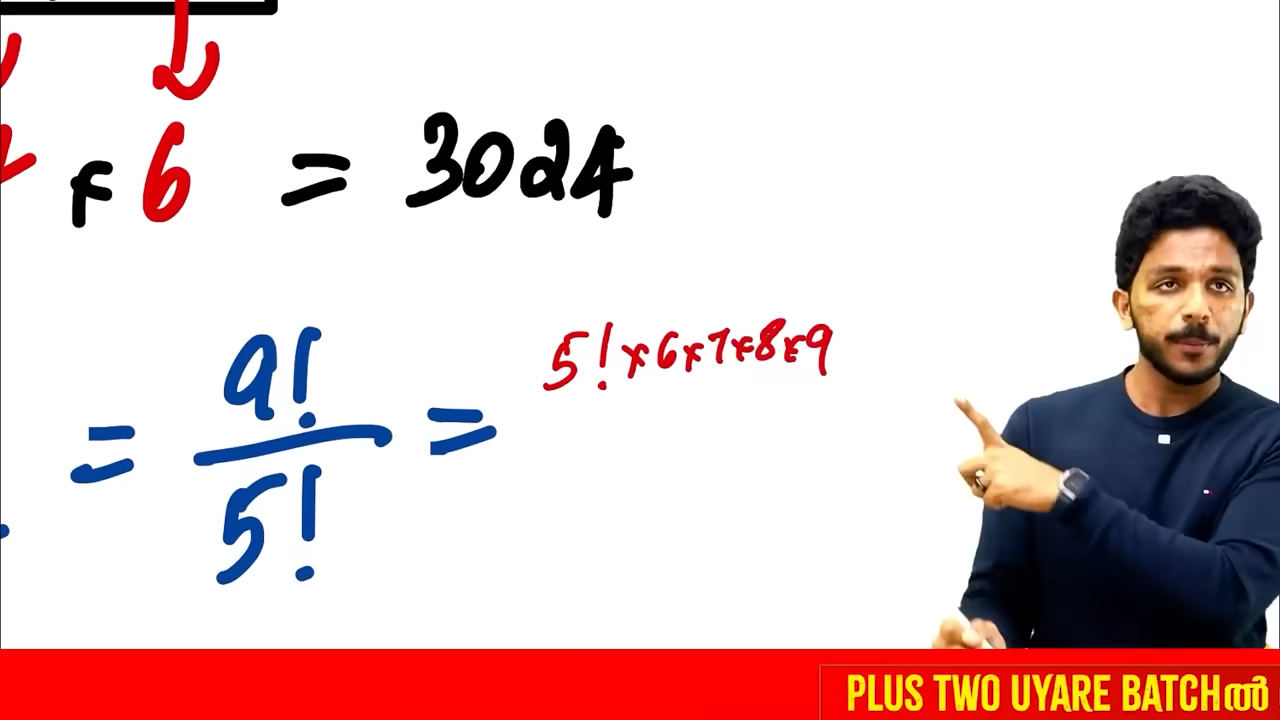 × 6 = 3024
= 9!/5! = 5! × 6 × 7 × 8 × 9
PLUS TWO UYARE BATCHൽ